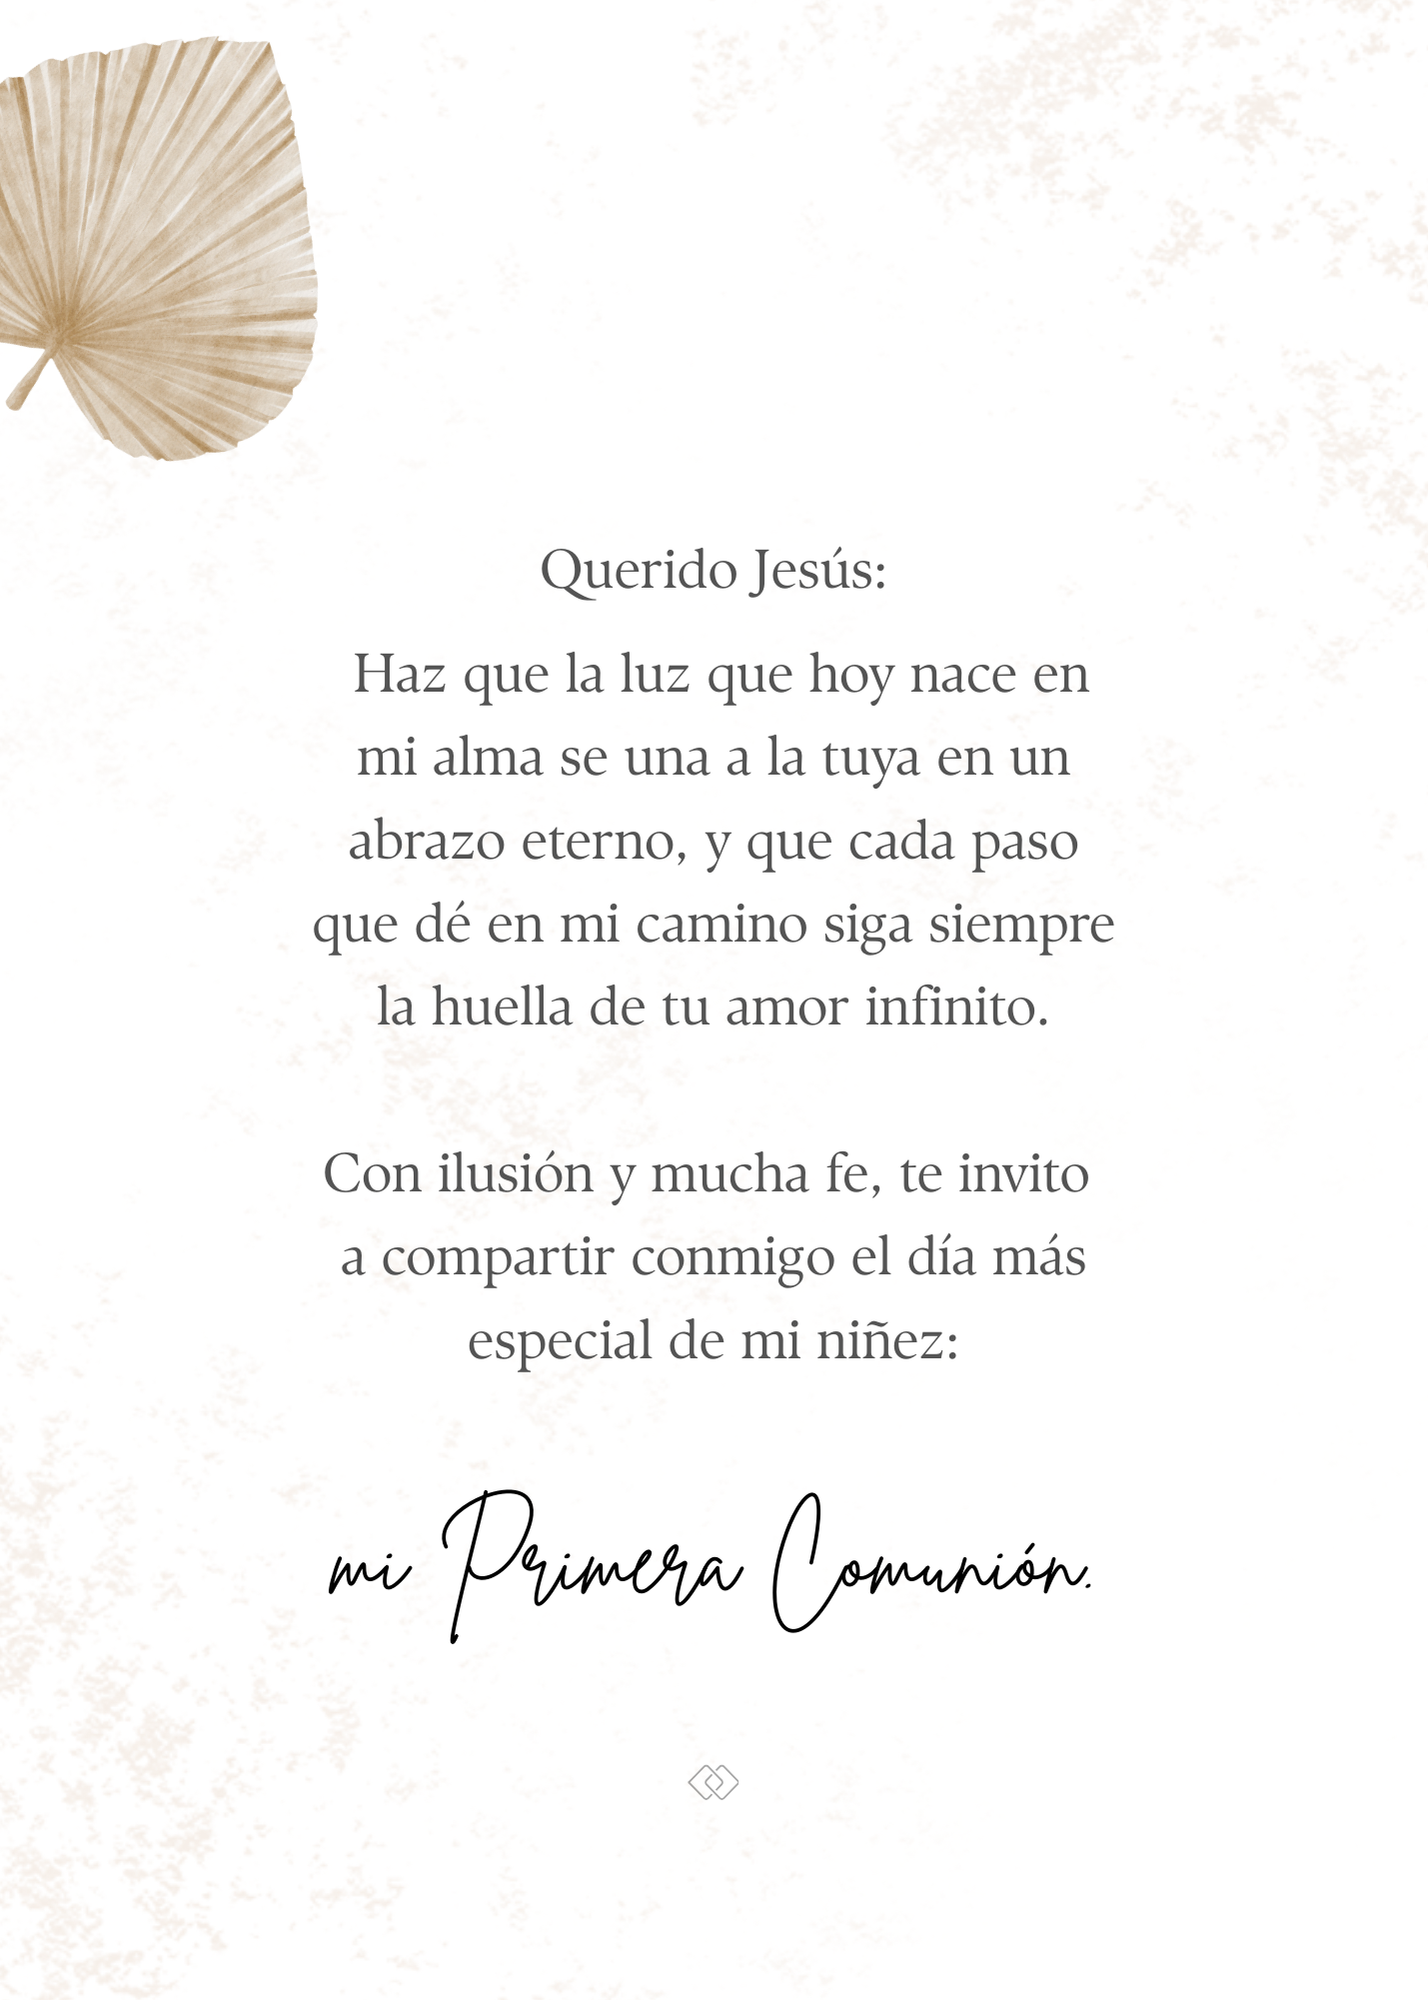 Querido Jesús:
Haz que la luz que hoy nace en
mi alma se una a la tuya en un
abrazo eterno, y que cada paso
que dé en mi camino siga siempre
la huella de tu amor infinito.
Con ilusión y mucha fe, te invito
a compartir conmigo el día más
especial de mi niñez:
mi Primera Comunión.